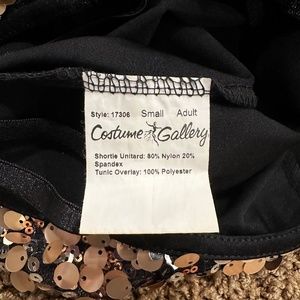 Style: 17306 Small Adult
Costume Gallery
Shortie Unitard: 80% Nylon 20%
Spandex
Tunic Overlay: 100% Polyester